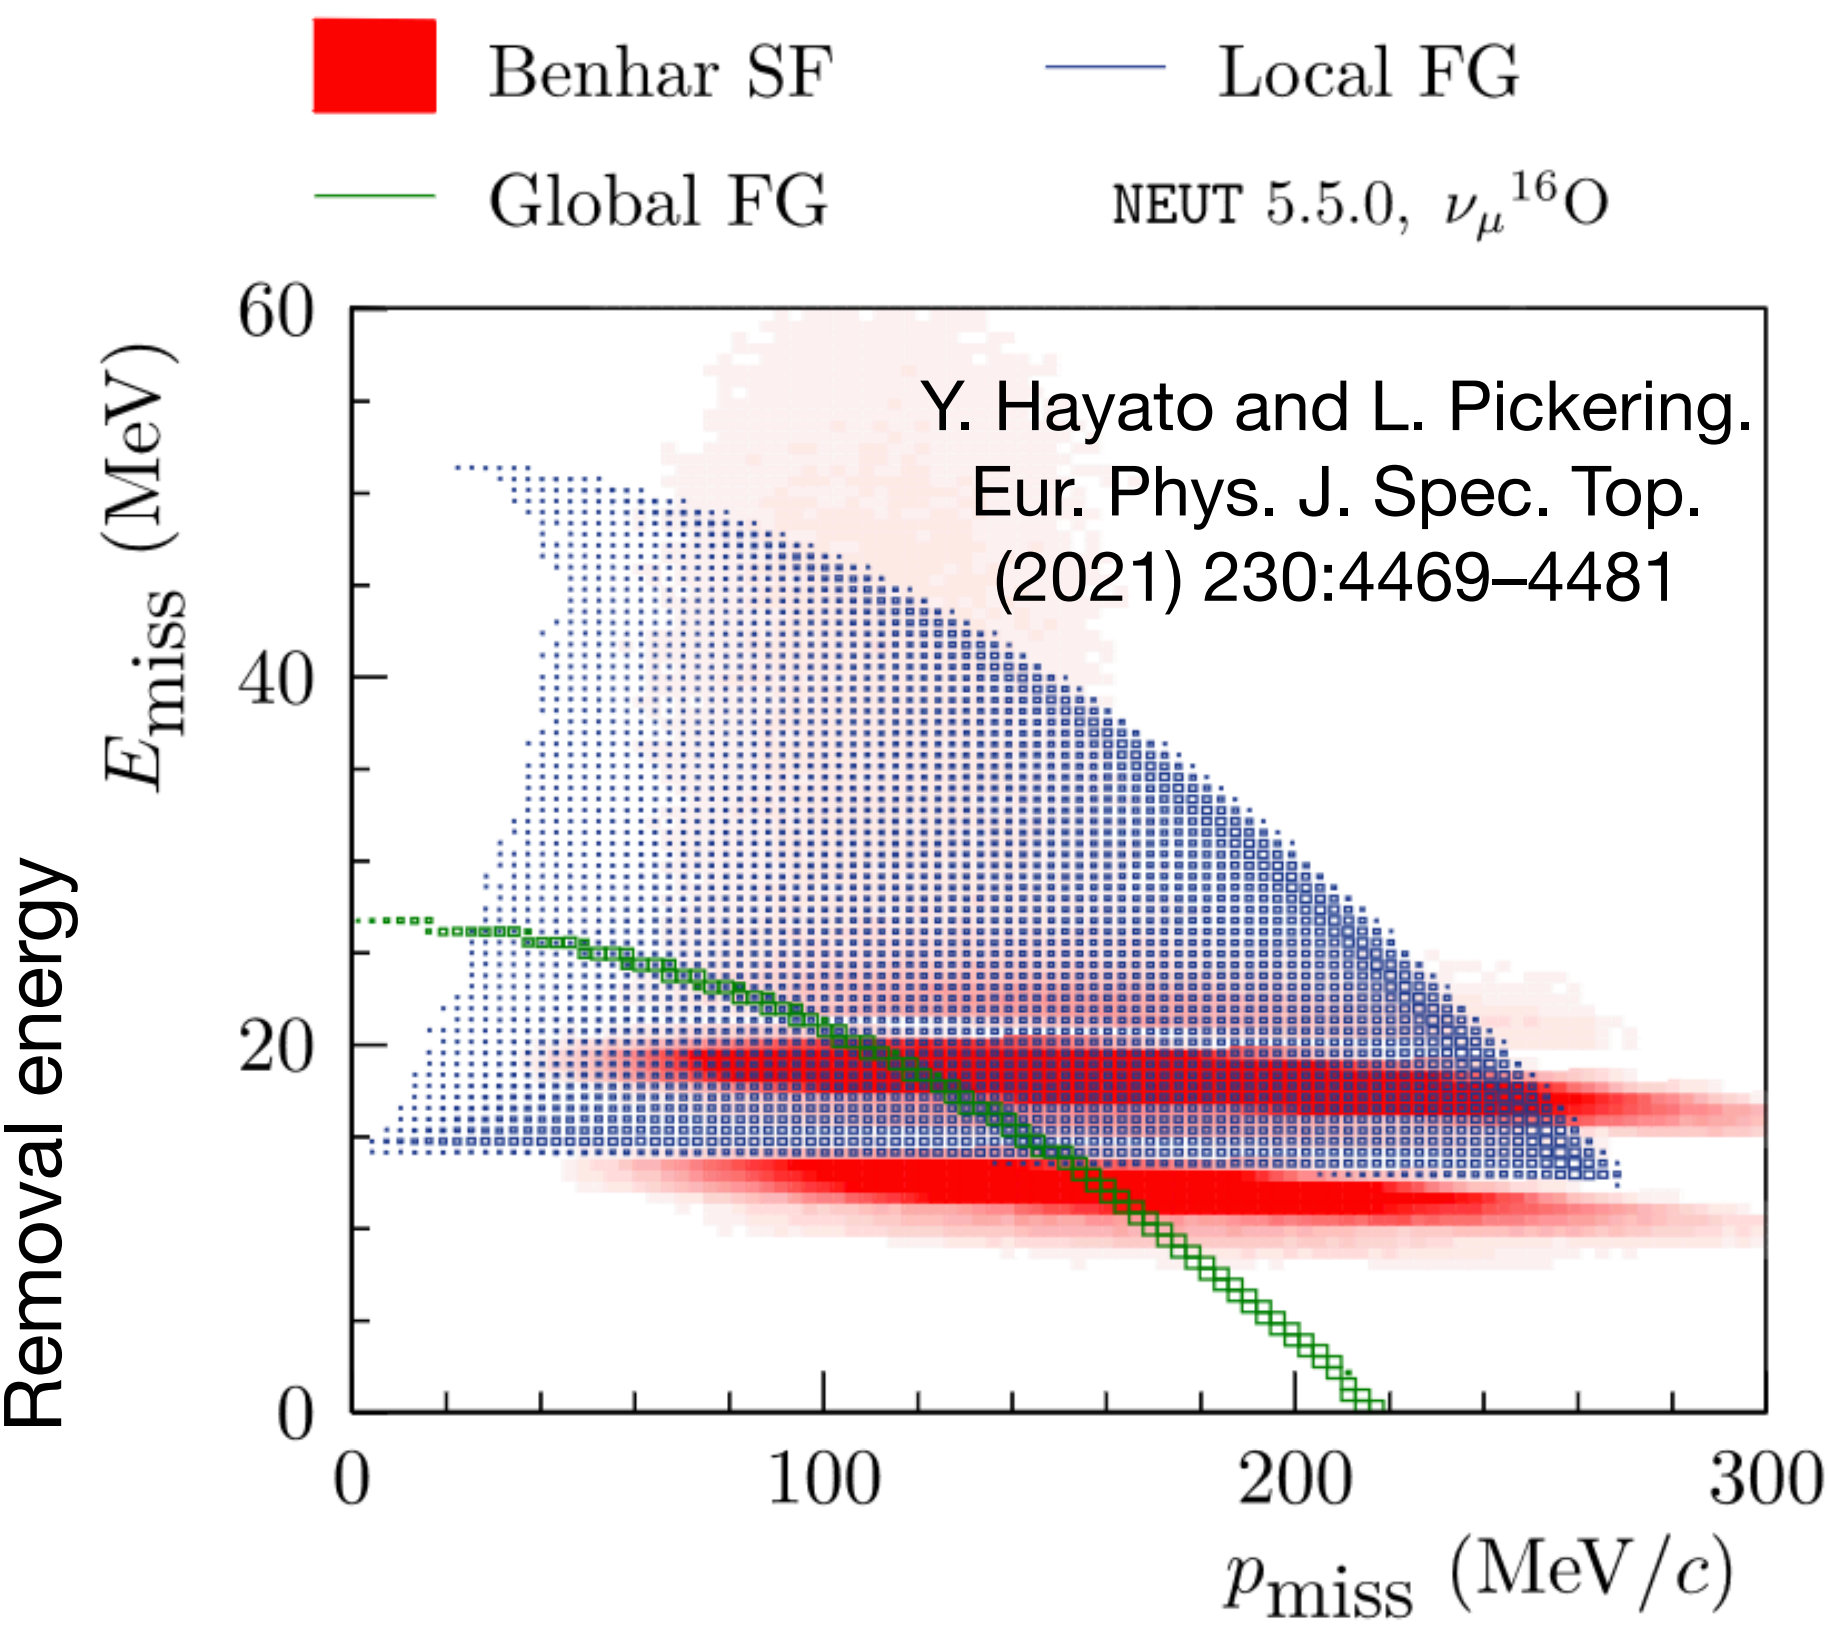 Benhar SF
Local FG
Global FG
NEUT 5.5.0, νμ ¹⁶O
60
40
20
0
Emiss (MeV)
Removal energy
Y. Hayato and L. Pickering.
Eur. Phys. J. Spec. Top.
(2021) 230:4469–4481
0 100 200 300
pmiss (MeV/c)